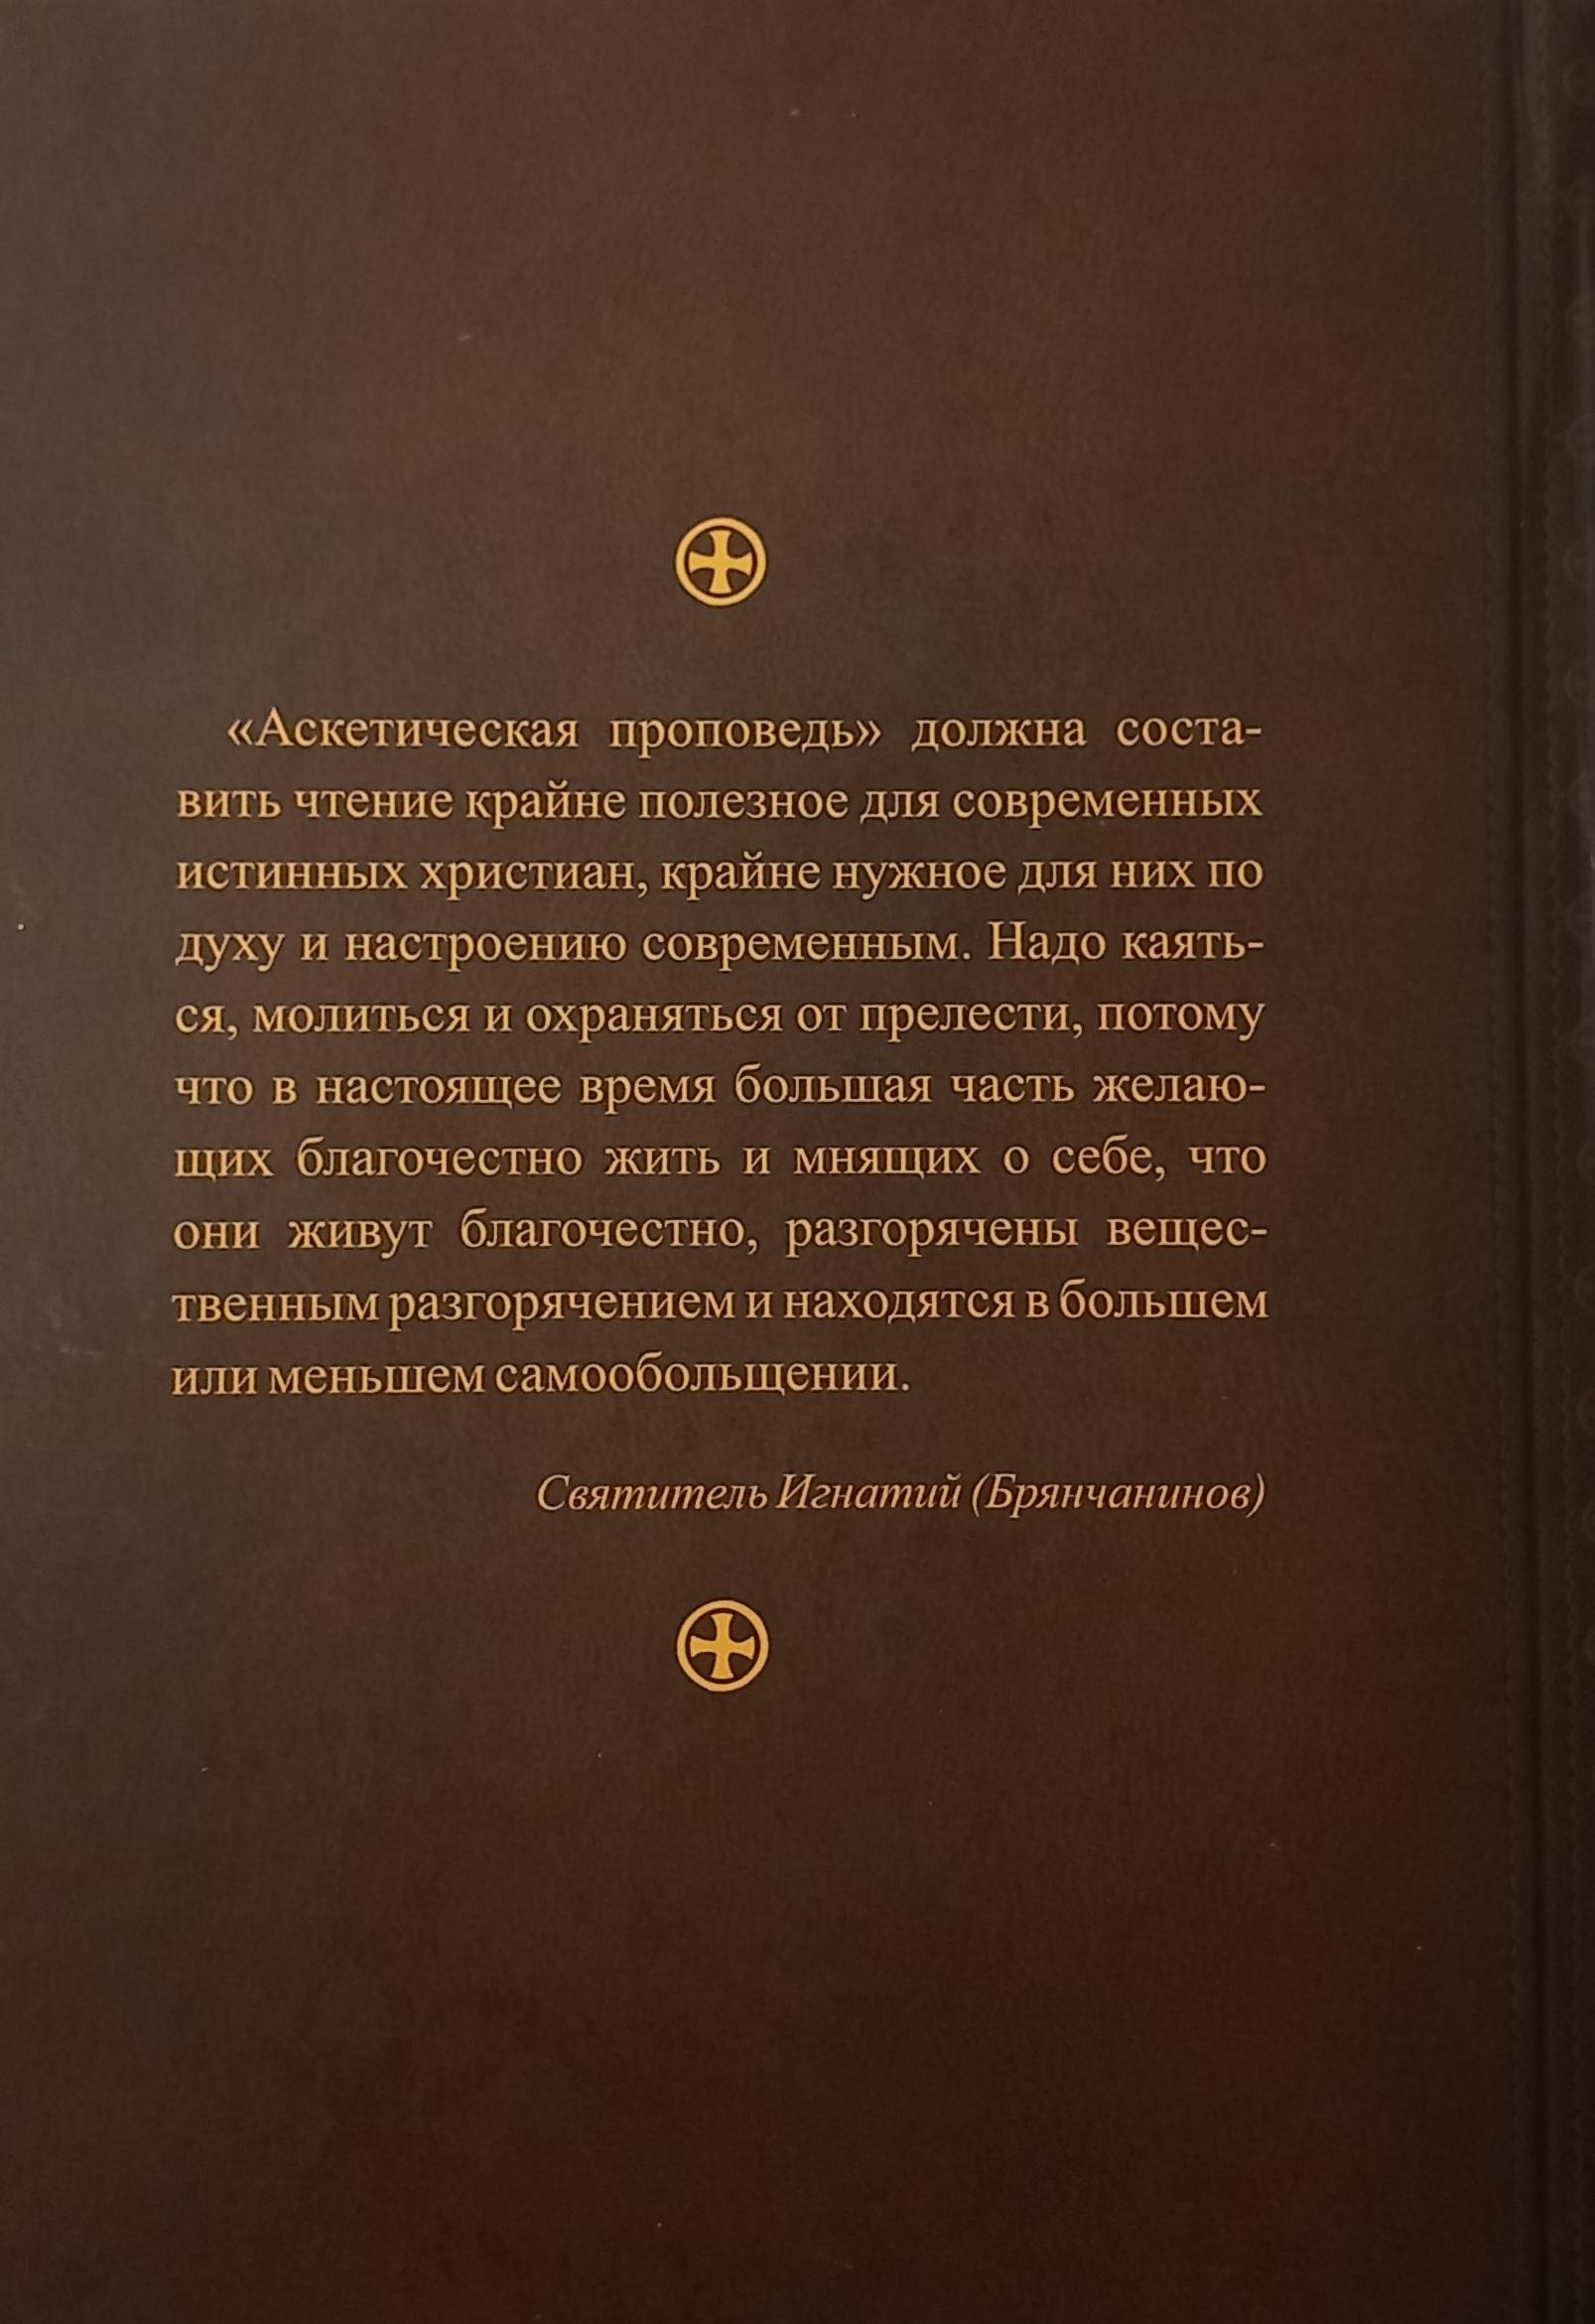 «Аскетическая проповедь» должна соста-
вить чтение крайне полезное для современных
истинных христиан, крайне нужное для них по
духу и настроению современным. Надо каять-
ся, молиться и охраняться от прелести, потому
что в настоящее время большая часть желаю-
щих благочестно жить и мнящих о себе, что
они живут благочестно, разгорячены вещес-
твенным разгорячением и находятся в большем
или меньшем самообольщении.
Святитель Игнатий (Брянчанинов)